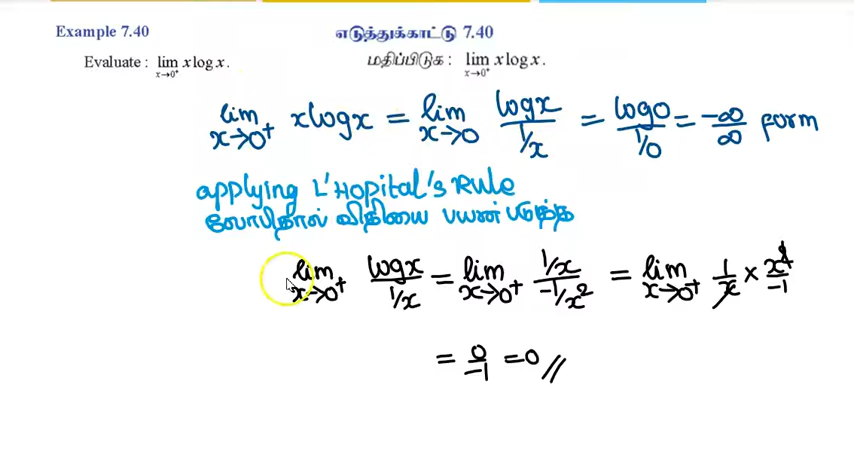 Example 7.40 எடுத்துக்காட்டு 7.40
Evaluate : lim x→0⁺ x log x. மதிப்பிடுக : lim x→0⁺ x log x.
lim x→0⁺ xlogx = lim x→0 logx / 1/x = log0 / 1/0 = -∞/∞ form
applying L'Hopital's Rule
லோபிதால் விதியை பயன்படுத்த
lim x→0⁺ logx / 1/x = lim x→0⁺ 1/x / -1/x² = lim x→0⁺ 1/x × x²/-1
= 0/-1 = 0 //